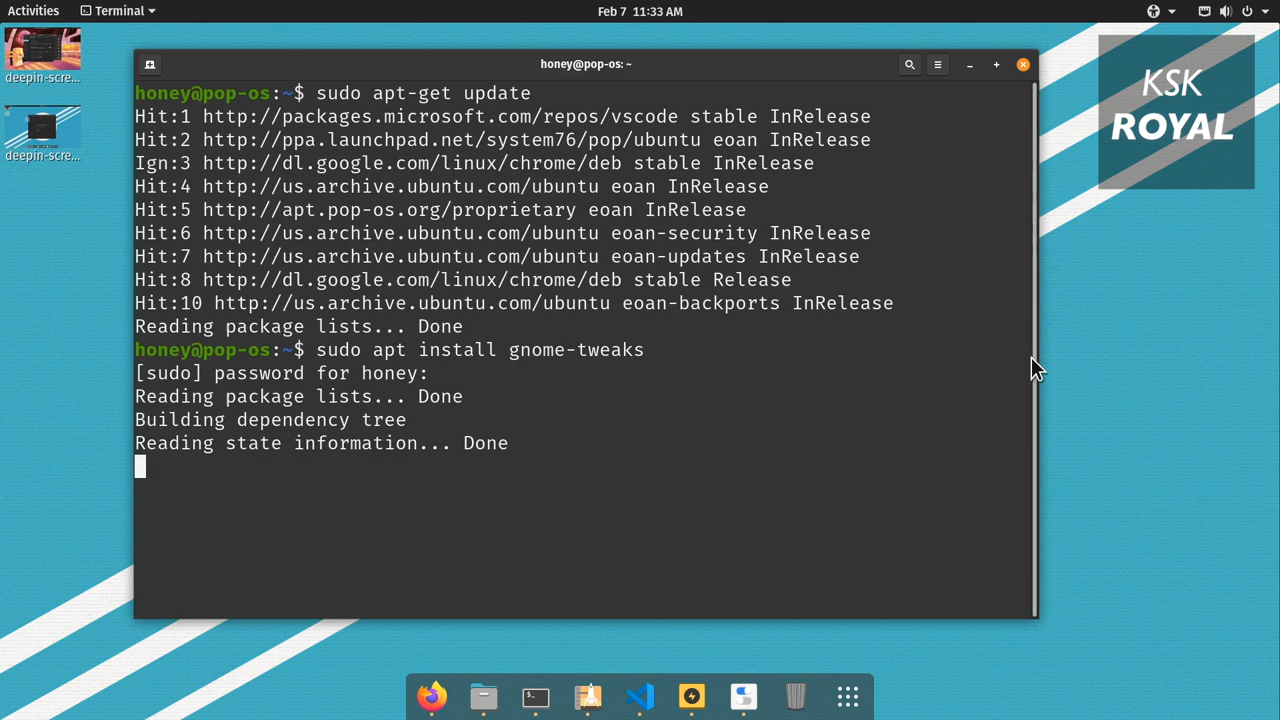 Activities
Terminal
Feb 7 11:33 AM
deepin-scre...
deepin-scre...
KSK
ROYAL
honey@pop-os: ~
honey@pop-os:~$ sudo apt-get update
Hit:1 http://packages.microsoft.com/repos/vscode stable InRelease
Hit:2 http://ppa.launchpad.net/system76/pop/ubuntu eoan InRelease
Ign:3 http://dl.google.com/linux/chrome/deb stable InRelease
Hit:4 http://us.archive.ubuntu.com/ubuntu eoan InRelease
Hit:5 http://apt.pop-os.org/proprietary eoan InRelease
Hit:6 http://us.archive.ubuntu.com/ubuntu eoan-security InRelease
Hit:7 http://us.archive.ubuntu.com/ubuntu eoan-updates InRelease
Hit:8 http://dl.google.com/linux/chrome/deb stable Release
Hit:10 http://us.archive.ubuntu.com/ubuntu eoan-backports InRelease
Reading package lists... Done
honey@pop-os:~$ sudo apt install gnome-tweaks
[sudo] password for honey:
Reading package lists... Done
Building dependency tree
Reading state information... Done